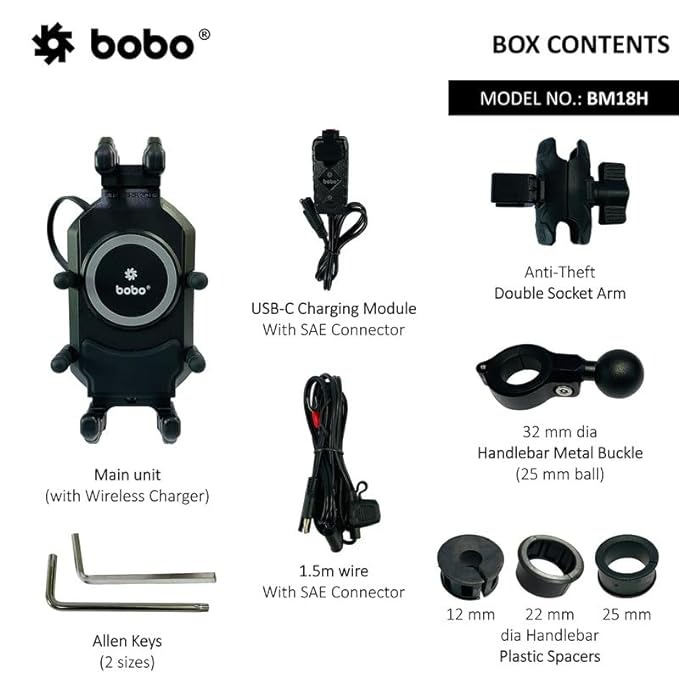 bobo®
BOX CONTENTS
MODEL NO.: BM18H
bobo®
bobo®
Main unit
(with Wireless Charger)
USB-C Charging Module
With SAE Connector
Anti-Theft
Double Socket Arm
32 mm dia
Handlebar Metal Buckle
(25 mm ball)
Allen Keys
(2 sizes)
1.5m wire
With SAE Connector
12 mm
22 mm
25 mm
dia Handlebar
Plastic Spacers